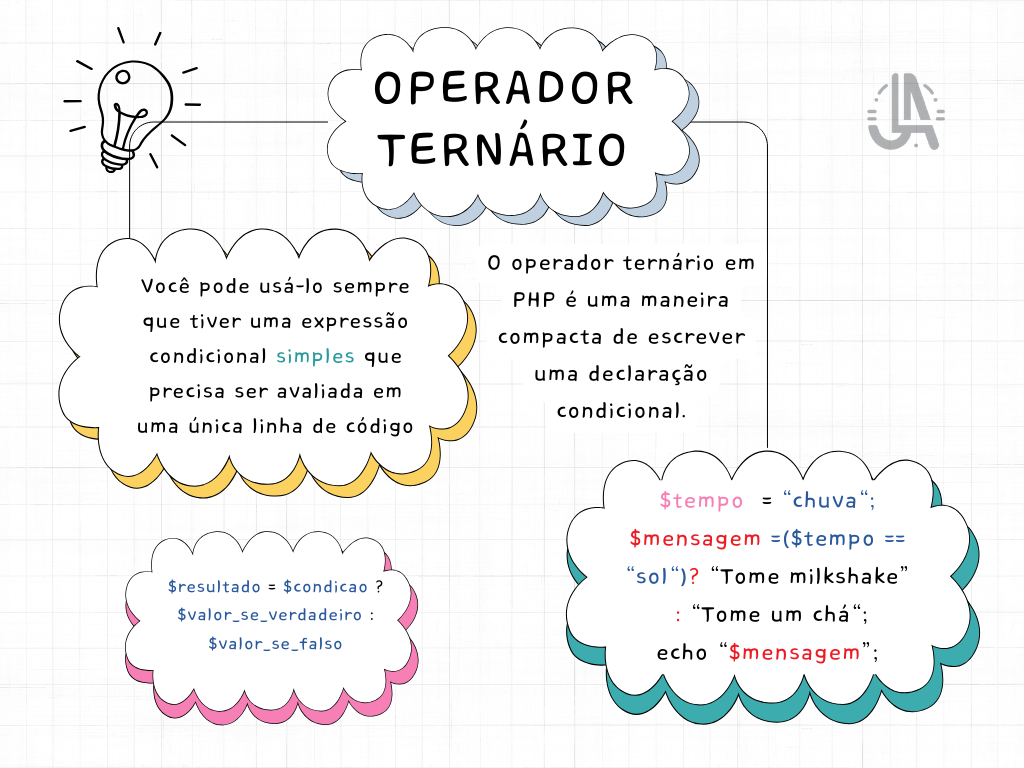 OPERADOR
TERNÁRIO
Você pode usá-lo sempre
que tiver uma expressão
condicional simples que
precisa ser avaliada em
uma única linha de código
O operador ternário em
PHP é uma maneira
compacta de escrever
uma declaração
condicional.
$resultado = $condicao ?
$valor_se_verdadeiro :
$valor_se_falso
$tempo = “chuva“;
$mensagem =($tempo ==
“sol“)? “Tome milkshake”
: “Tome um chá“;
echo “$mensagem”;